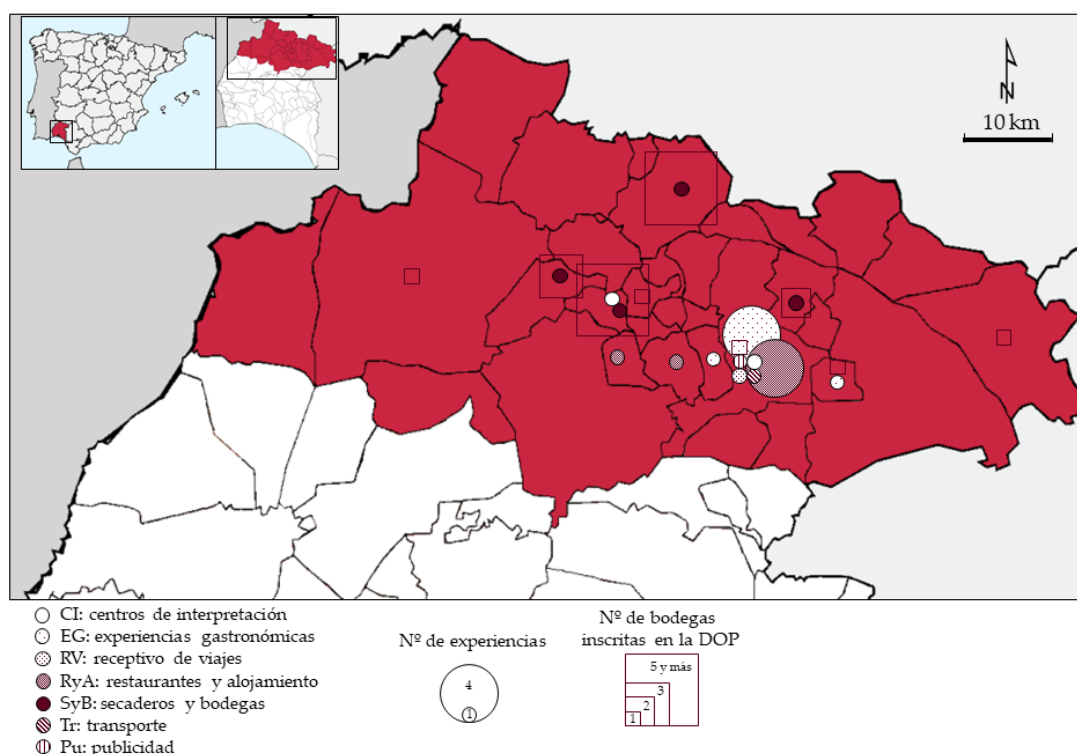 N
10 km
CI: centros de interpretación
EG: experiencias gastronómicas
RV: receptivo de viajes
RyA: restaurantes y alojamiento
SyB: secaderos y bodegas
Tr: transporte
Pu: publicidad
Nº de experiencias
4
1
Nº de bodegas
inscritas en la DOP
5 y más
3
2
1